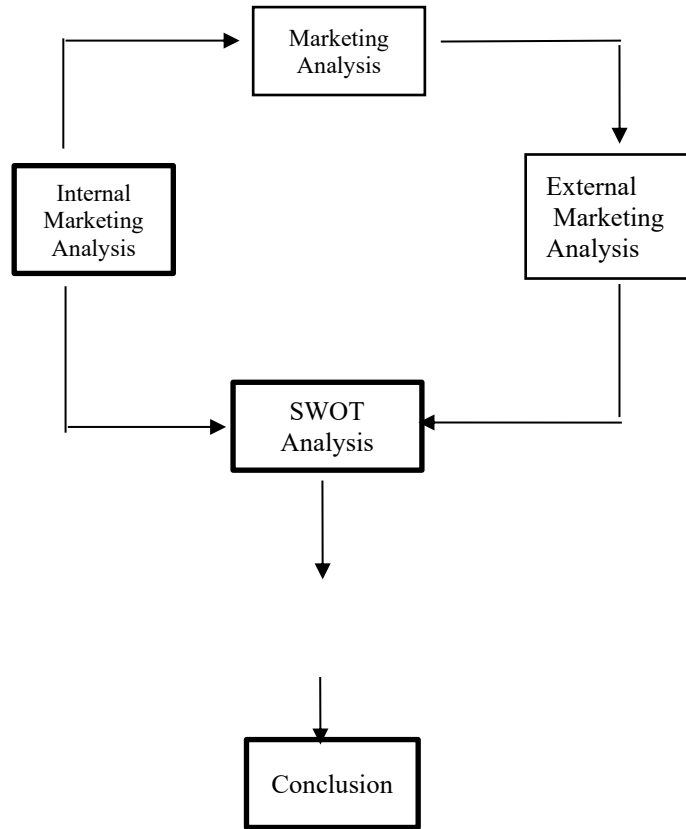 Marketing
Analysis
Internal
Marketing
Analysis
External
Marketing
Analysis
SWOT
Analysis
Conclusion